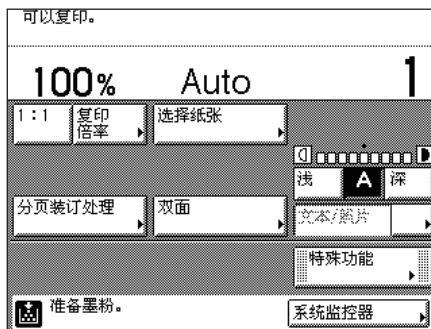 可以复印。
100% Auto 1
1:1 复印倍率 选择纸张
浅 A 深
分页装订处理 双面 文本/照片
特殊功能
准备墨粉。 系统监控器